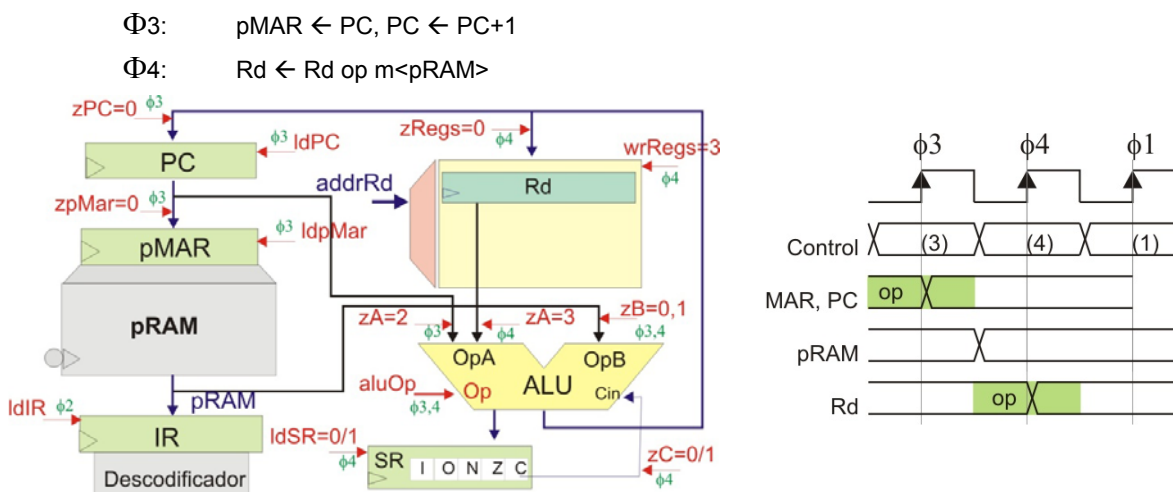 Φ3: pMAR ← PC, PC ← PC+1
Φ4: Rd ← Rd op m<pRAM>
zPC=0 ϕ3
ϕ3 ldPC
PC
zpMar=0 ϕ3
ϕ3 ldpMar
pMAR
pRAM
pRAM
ldIR ϕ2
IR
Descodificador
zRegs=0
ϕ4
wrRegs=3
ϕ4
addrRd
Rd
zA=2
ϕ3
zA=3
ϕ4
zB=0,1
ϕ3,4
OpA
OpB
aluOp
ϕ3,4
Op
ALU
Cin
ldSR=0/1
ϕ4
SR
I O N Z C
zC=0/1
ϕ4
ϕ3 ϕ4 ϕ1
Control (3) (4) (1)
MAR, PC op
pRAM
Rd op